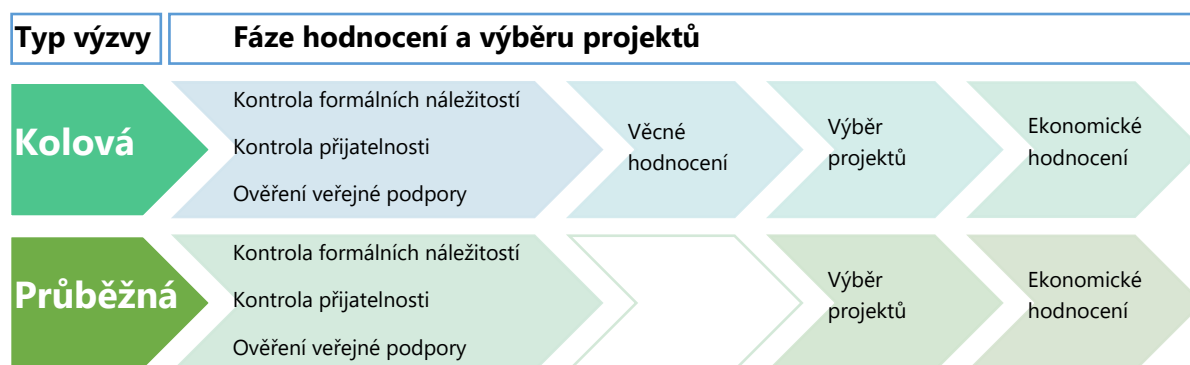 Typ výzvy
Fáze hodnocení a výběru projektů
Kolová
Kontrola formálních náležitostí
Kontrola přijatelnosti
Ověření veřejné podpory
Věcné
hodnocení
Výběr
projektů
Ekonomické
hodnocení
Průběžná
Kontrola formálních náležitostí
Kontrola přijatelnosti
Ověření veřejné podpory
Výběr
projektů
Ekonomické
hodnocení